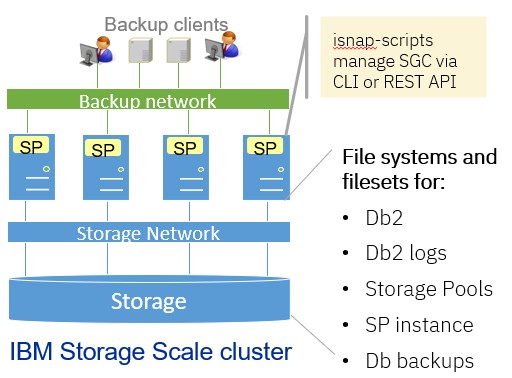 Backup clients
isnap-scripts
manage SGC via
CLI or REST API
Backup network
SP
SP
SP
SP
File systems and
filesets for:
• Db2
• Db2 logs
• Storage Pools
• SP instance
• Db backups
Storage Network
Storage
IBM Storage Scale cluster